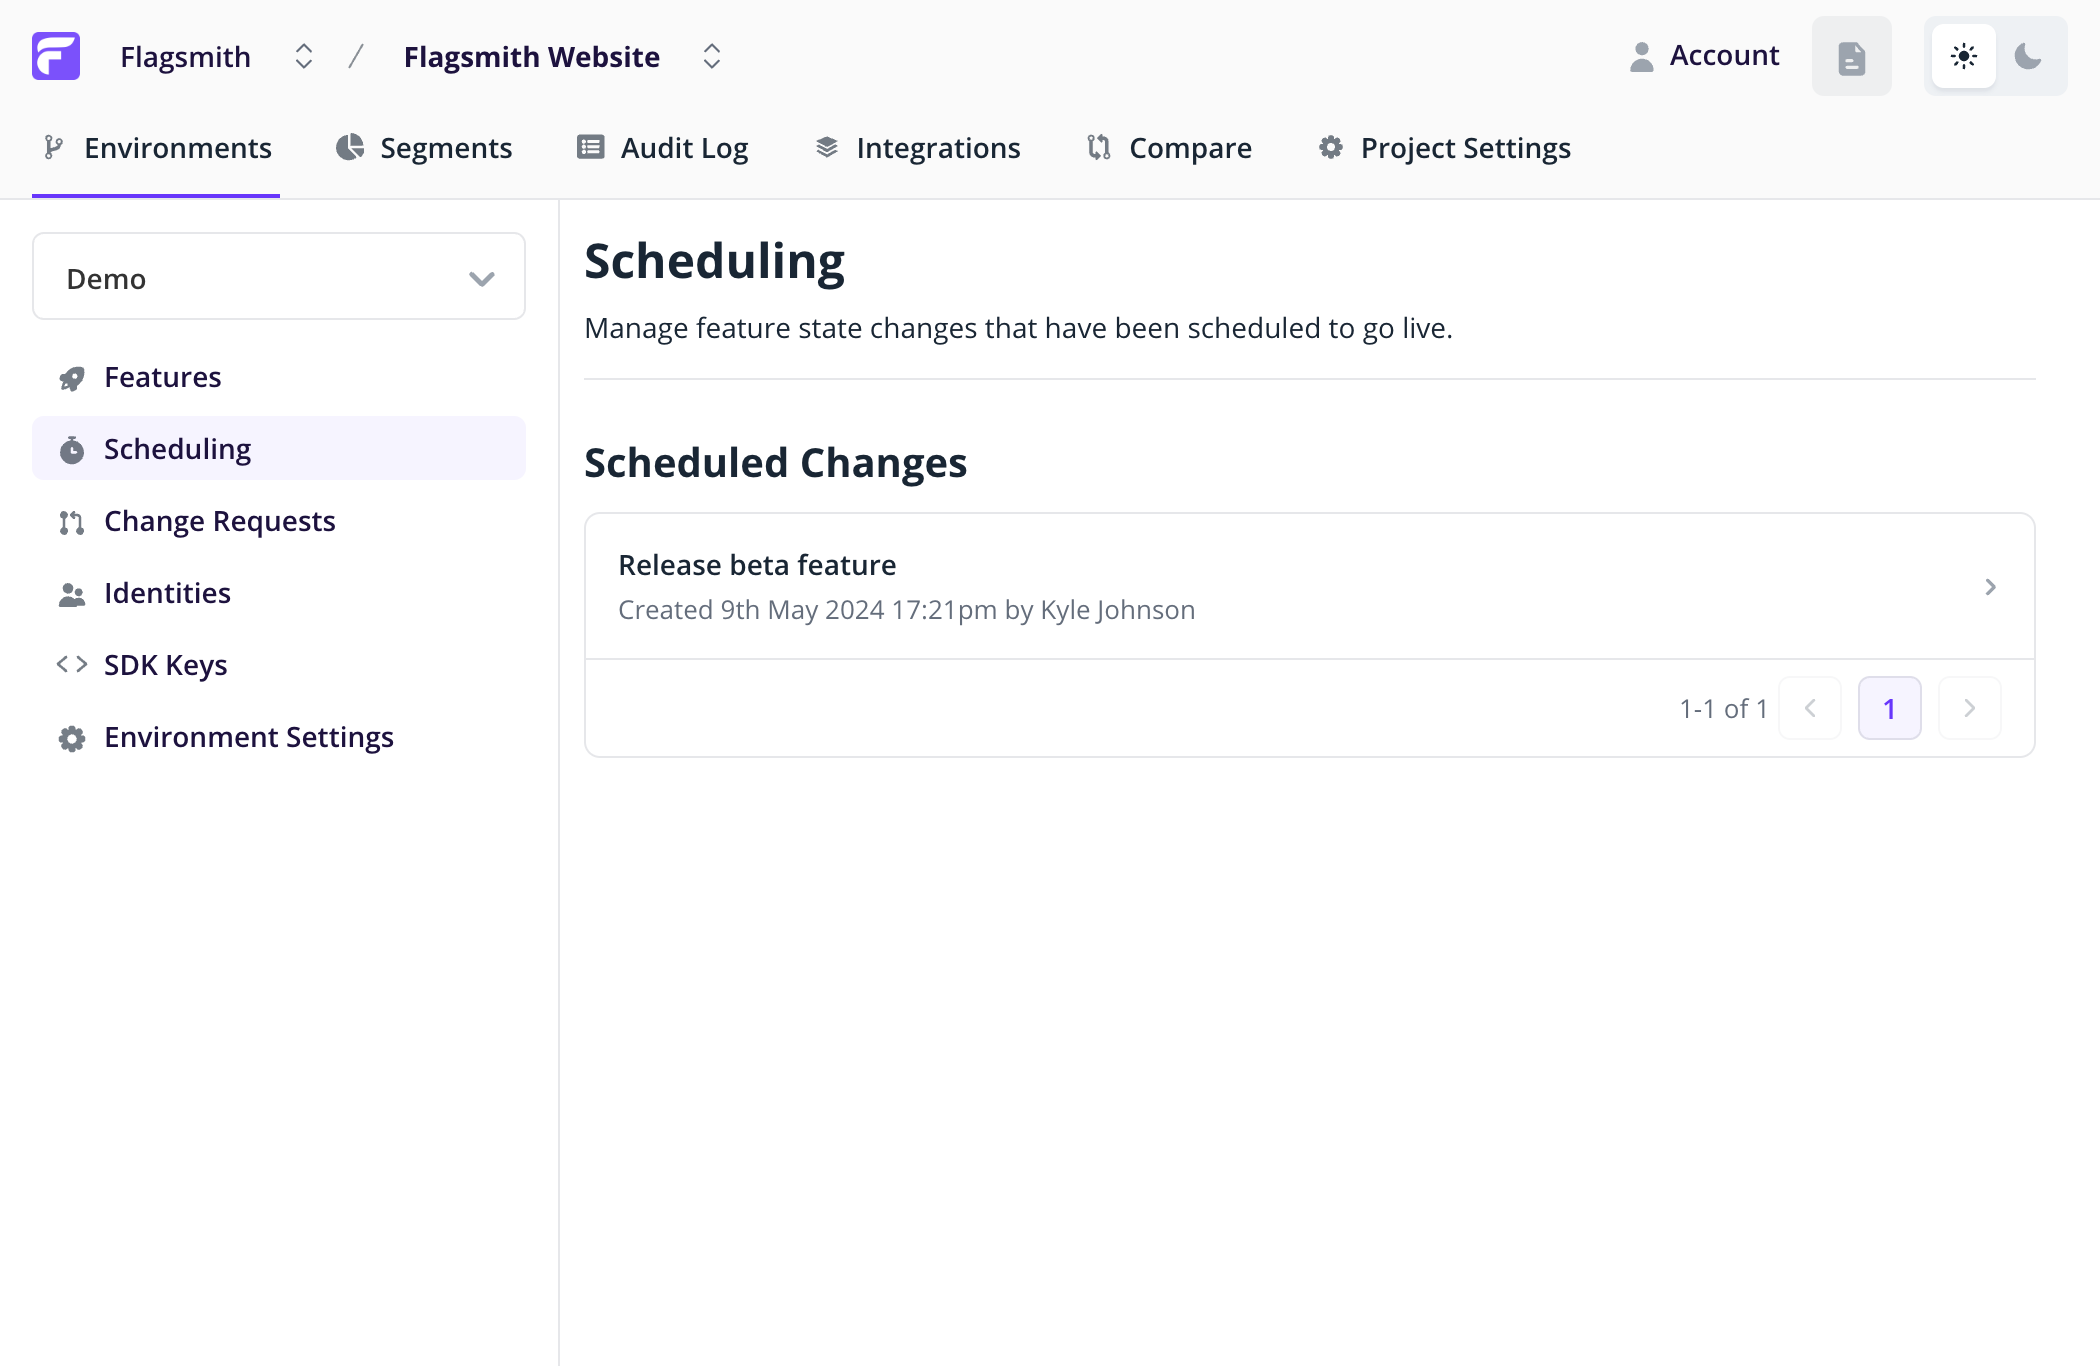 Flagsmith / Flagsmith Website
Account
Environments
Segments
Audit Log
Integrations
Compare
Project Settings
Demo
Features
Scheduling
Change Requests
Identities
SDK Keys
Environment Settings
Scheduling
Manage feature state changes that have been scheduled to go live.
Scheduled Changes
Release beta feature
Created 9th May 2024 17:21pm by Kyle Johnson
1-1 of 1
1